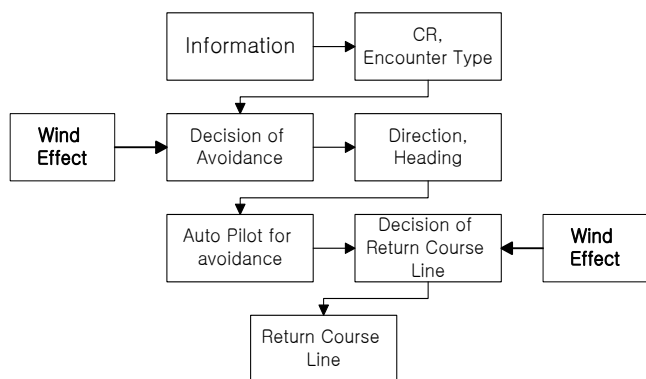 Information
CR,
Encounter Type
Wind
Effect
Decision of
Avoidance
Direction,
Heading
Auto Pilot for
avoidance
Decision of
Return Course
Line
Wind
Effect
Return Course
Line